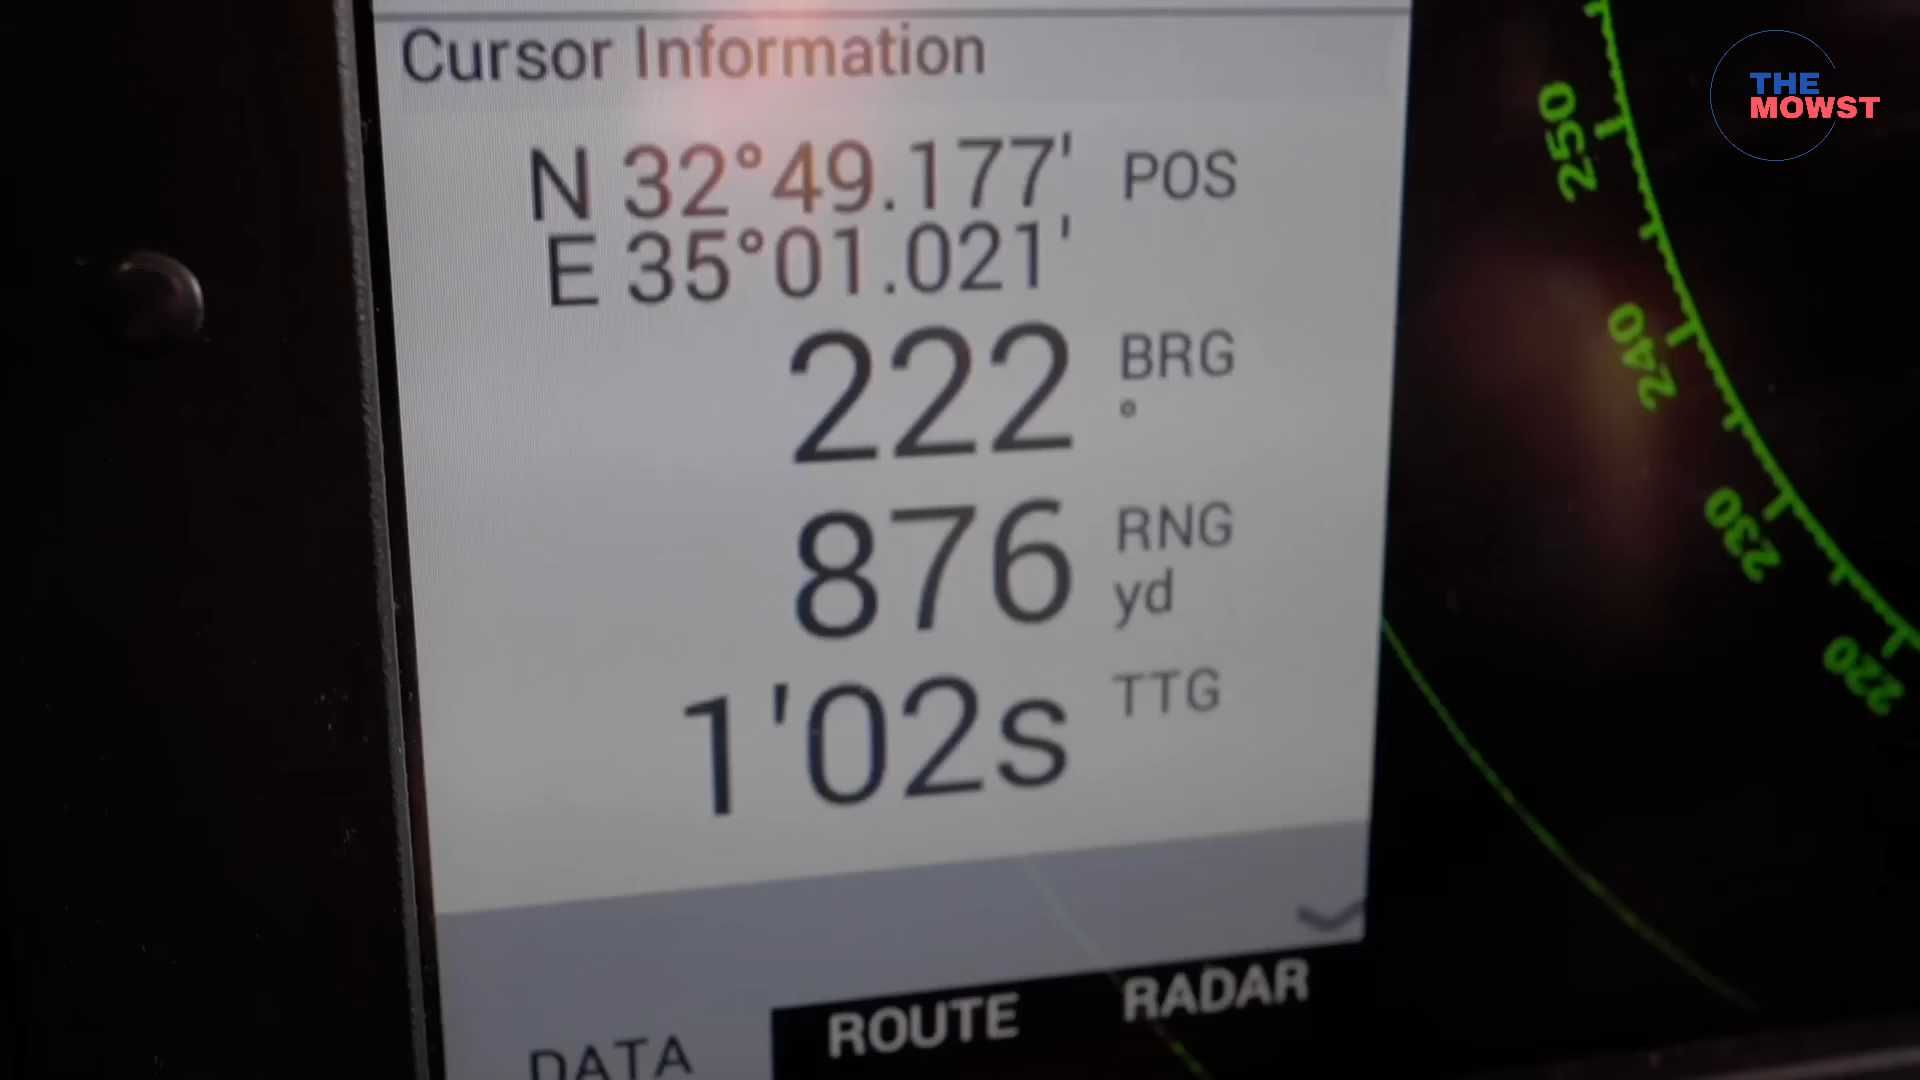 Cursor Information
N 32°49.177' POS
E 35°01.021'
222 BRG
°
876 RNG
yd
1'02s TTG
DATA
ROUTE
RADAR
250
240
230
220
THE
MOWST